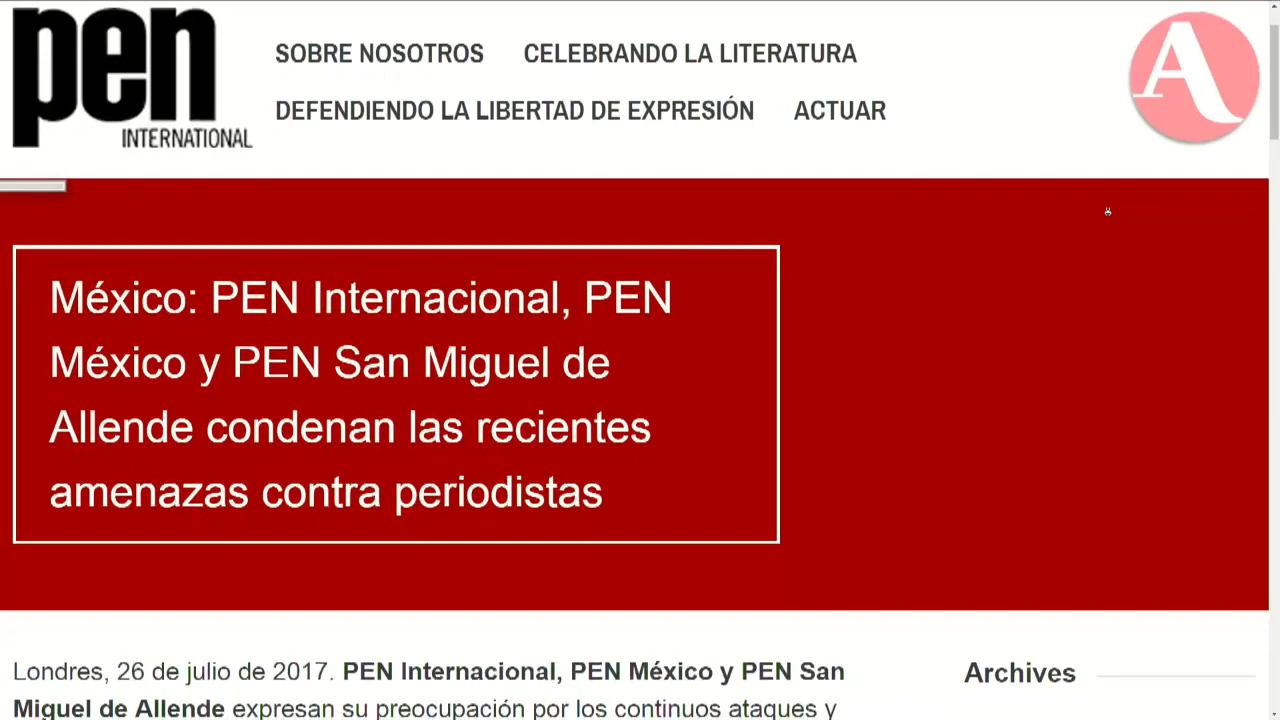 pen
INTERNATIONAL
SOBRE NOSOTROS CELEBRANDO LA LITERATURA
DEFENDIENDO LA LIBERTAD DE EXPRESIÓN ACTUAR
A
México: PEN Internacional, PEN
México y PEN San Miguel de
Allende condenan las recientes
amenazas contra periodistas
Londres, 26 de julio de 2017. PEN Internacional, PEN México y PEN San
Miguel de Allende expresan su preocupación por los continuos ataques y
Archives